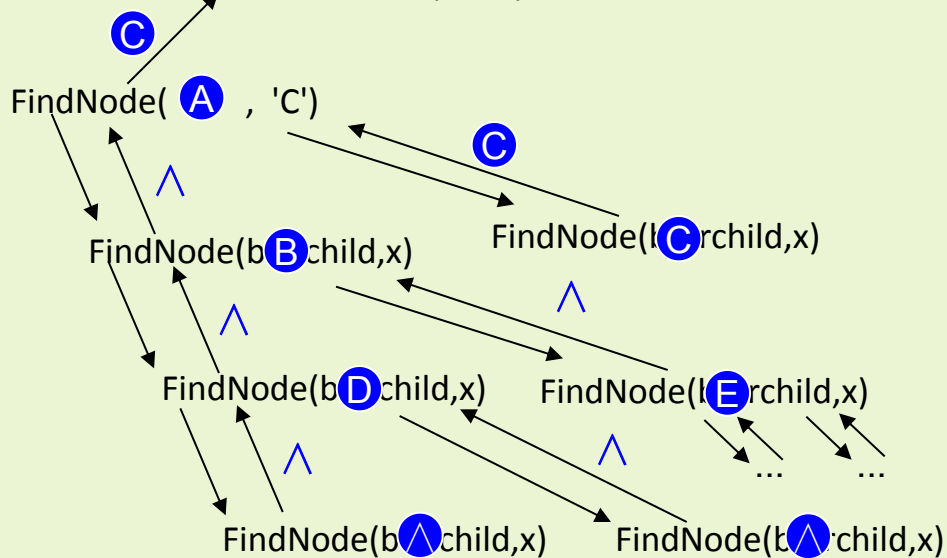 C
FindNode( A , 'C')
C
∧
FindNode(b B child,x) FindNode(b C rchild,x)
∧ ∧
FindNode(b D child,x) FindNode(b E rchild,x)
∧ ∧
... ...
FindNode(b ∧ child,x) FindNode(b ∧ rchild,x)